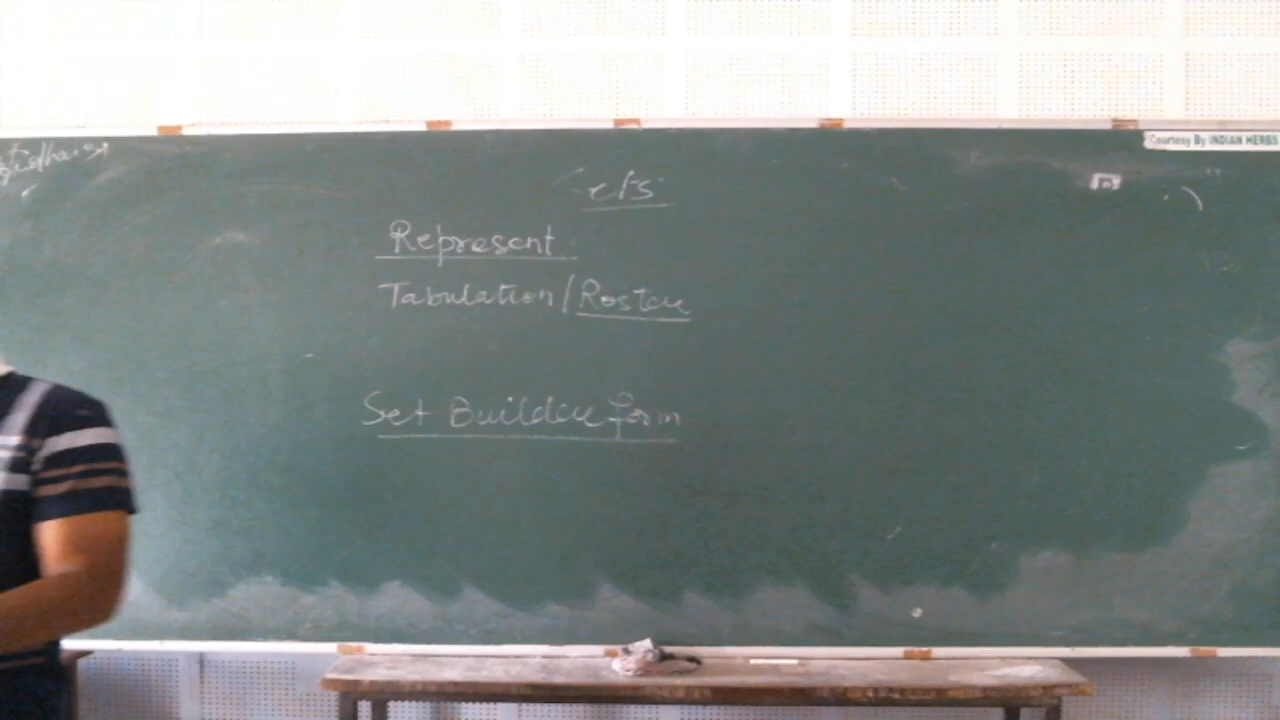 Courtesy By INDIAN HERBS
Sets
Represent
Tabulation/Roster
Set Builder form